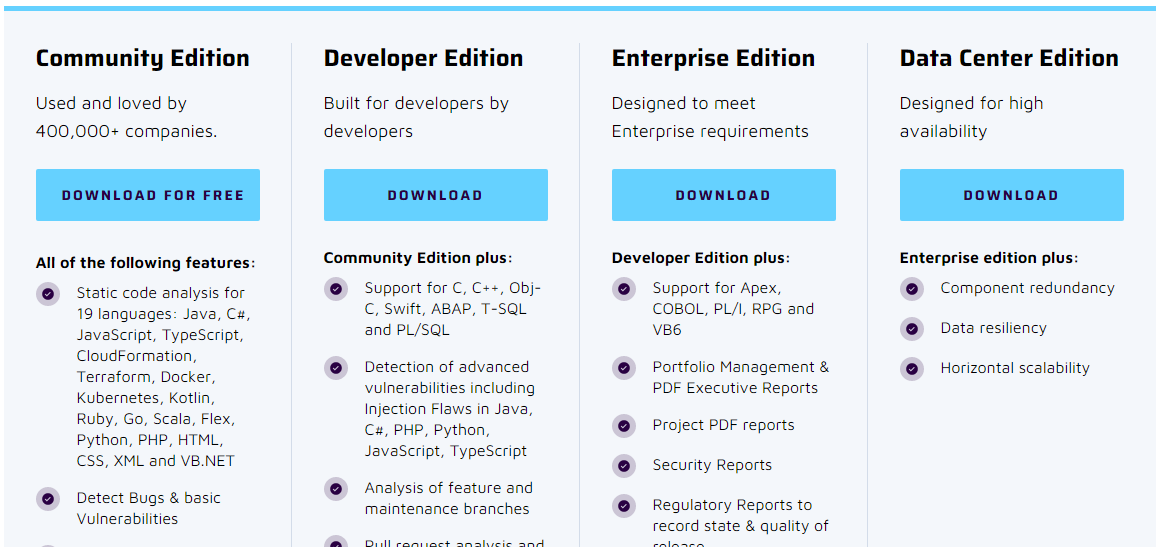 Community Edition
Used and loved by
400,000+ companies.
DOWNLOAD FOR FREE
All of the following features:
Static code analysis for
19 languages: Java, C#,
JavaScript, TypeScript,
CloudFormation,
Terraform, Docker,
Kubernetes, Kotlin,
Ruby, Go, Scala, Flex,
Python, PHP, HTML,
CSS, XML and VB.NET
Detect Bugs & basic
Vulnerabilities
Developer Edition
Built for developers by
developers
DOWNLOAD
Community Edition plus:
Support for C, C++, Obj-
C, Swift, ABAP, T-SQL
and PL/SQL
Detection of advanced
vulnerabilities including
Injection Flaws in Java,
C#, PHP, Python,
JavaScript, TypeScript
Analysis of feature and
maintenance branches
Pull request analysis and
Enterprise Edition
Designed to meet
Enterprise requirements
DOWNLOAD
Developer Edition plus:
Support for Apex,
COBOL, PL/I, RPG and
VB6
Portfolio Management &
PDF Executive Reports
Project PDF reports
Security Reports
Regulatory Reports to
record state & quality of
release
Data Center Edition
Designed for high
availability
DOWNLOAD
Enterprise edition plus:
Component redundancy
Data resiliency
Horizontal scalability